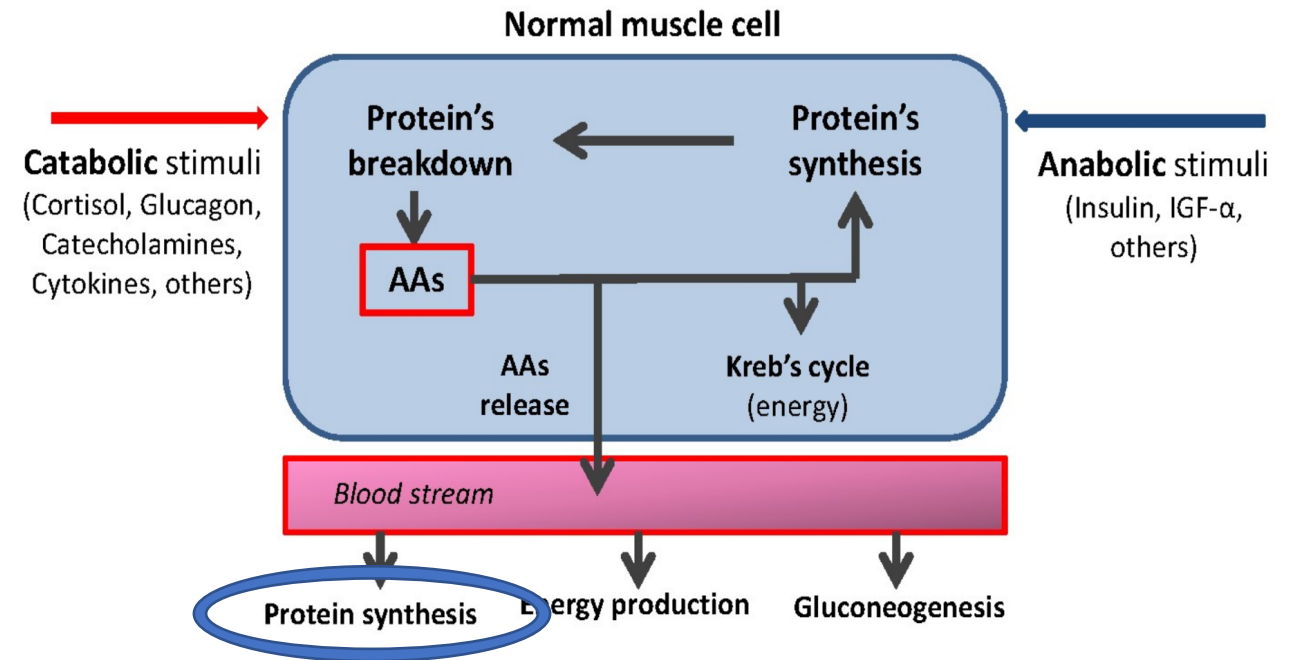 Normal muscle cell
Catabolic stimuli
(Cortisol, Glucagon,
Catecholamines,
Cytokines, others)
Protein's
breakdown
Protein's
synthesis
Anabolic stimuli
(Insulin, IGF-α,
others)
AAs
AAs
release
Kreb's cycle
(energy)
Blood stream
Protein synthesis
Energy production
Gluconeogenesis